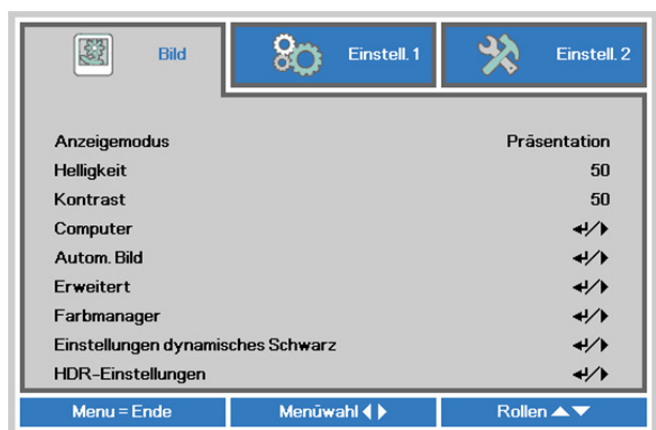 Bild
Einstell. 1
Einstell. 2
Anzeigemodus Präsentation
Helligkeit 50
Kontrast 50
Computer ↵/▶
Autom. Bild ↵/▶
Erweitert ↵/▶
Farbmanager ↵/▶
Einstellungen dynamisches Schwarz ↵/▶
HDR-Einstellungen ↵/▶
Menu = Ende
Menüwahl ◀▶
Rollen ▲▼